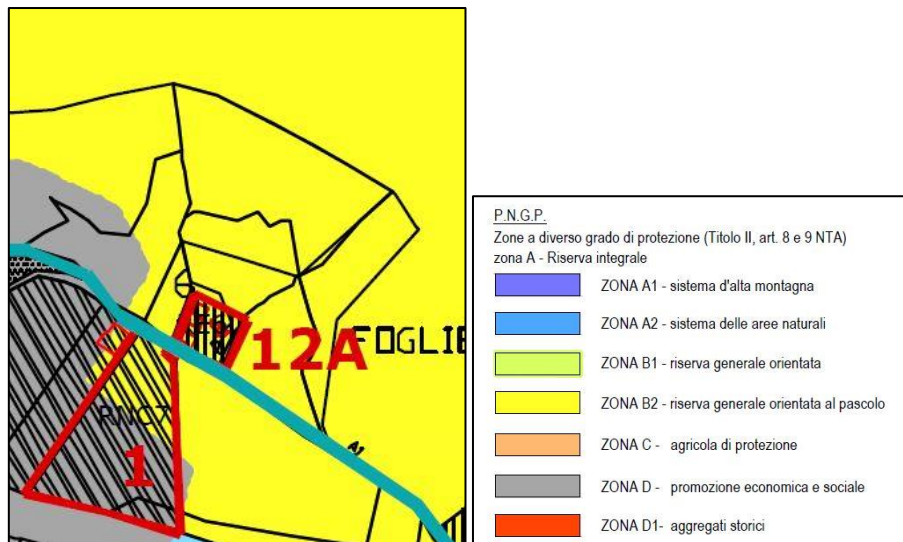 12A
FOGLIE
1
P.N.G.P.
Zone a diverso grado di protezione (Titolo II, art. 8 e 9 NTA)
zona A - Riserva integrale
ZONA A1 - sistema d'alta montagna
ZONA A2 - sistema delle aree naturali
ZONA B1 - riserva generale orientata
ZONA B2 - riserva generale orientata al pascolo
ZONA C - agricola di protezione
ZONA D - promozione economica e sociale
ZONA D1- aggregati storici